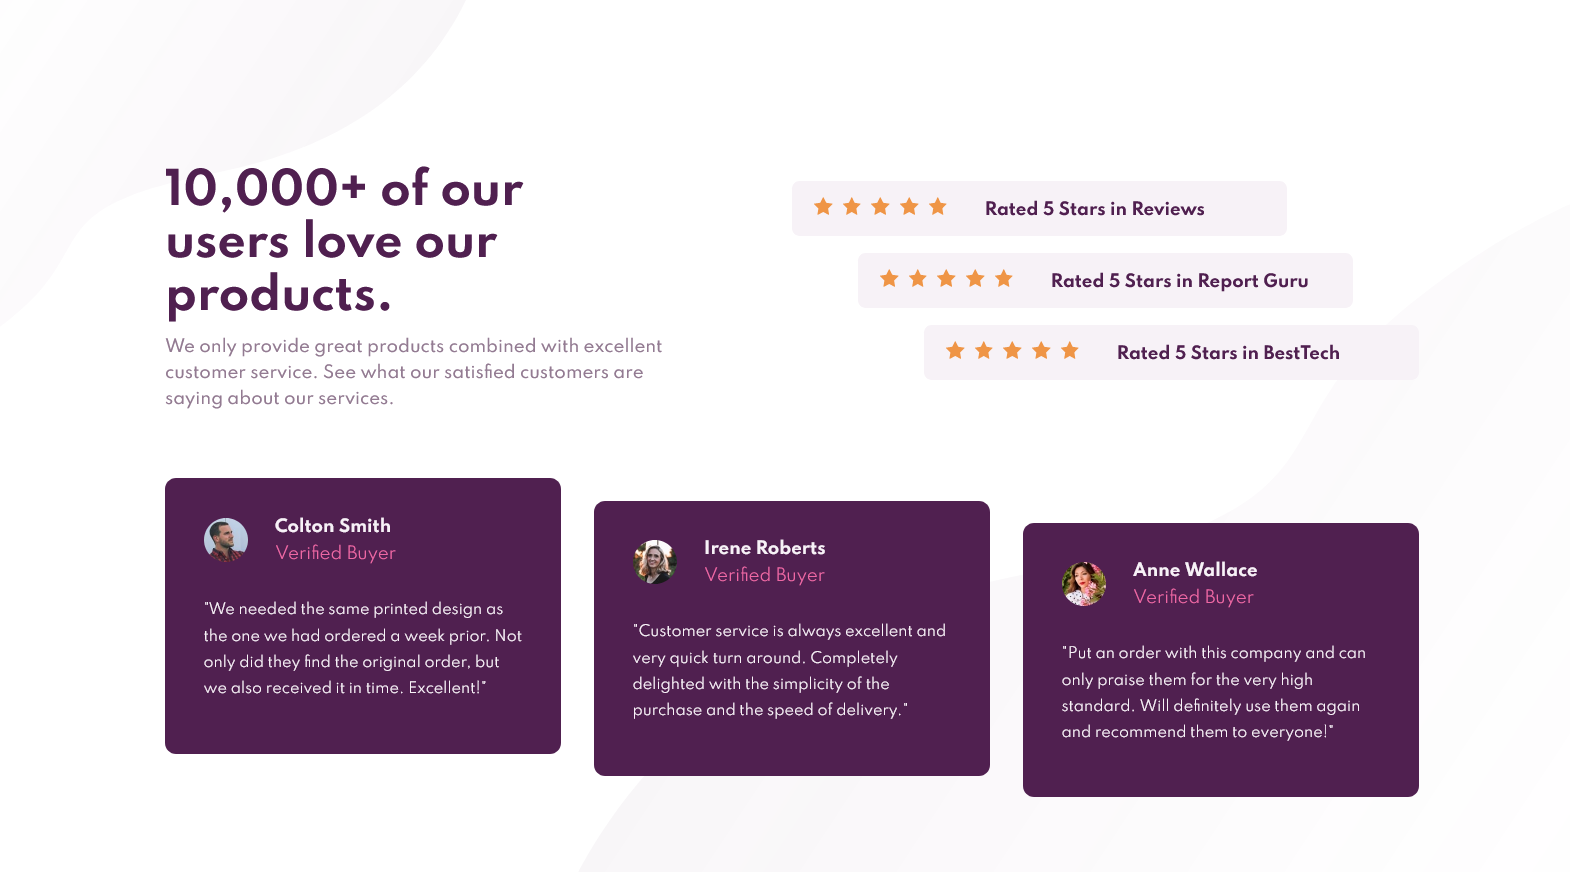 10,000+ of our
users love our
products.
We only provide great products combined with excellent
customer service. See what our satisfied customers are
saying about our services.
Rated 5 Stars in Reviews
Rated 5 Stars in Report Guru
Rated 5 Stars in BestTech
Colton Smith
Verified Buyer
"We needed the same printed design as
the one we had ordered a week prior. Not
only did they find the original order, but
we also received it in time. Excellent!"
Irene Roberts
Verified Buyer
"Customer service is always excellent and
very quick turn around. Completely
delighted with the simplicity of the
purchase and the speed of delivery."
Anne Wallace
Verified Buyer
"Put an order with this company and can
only praise them for the very high
standard. Will definitely use them again
and recommend them to everyone!"